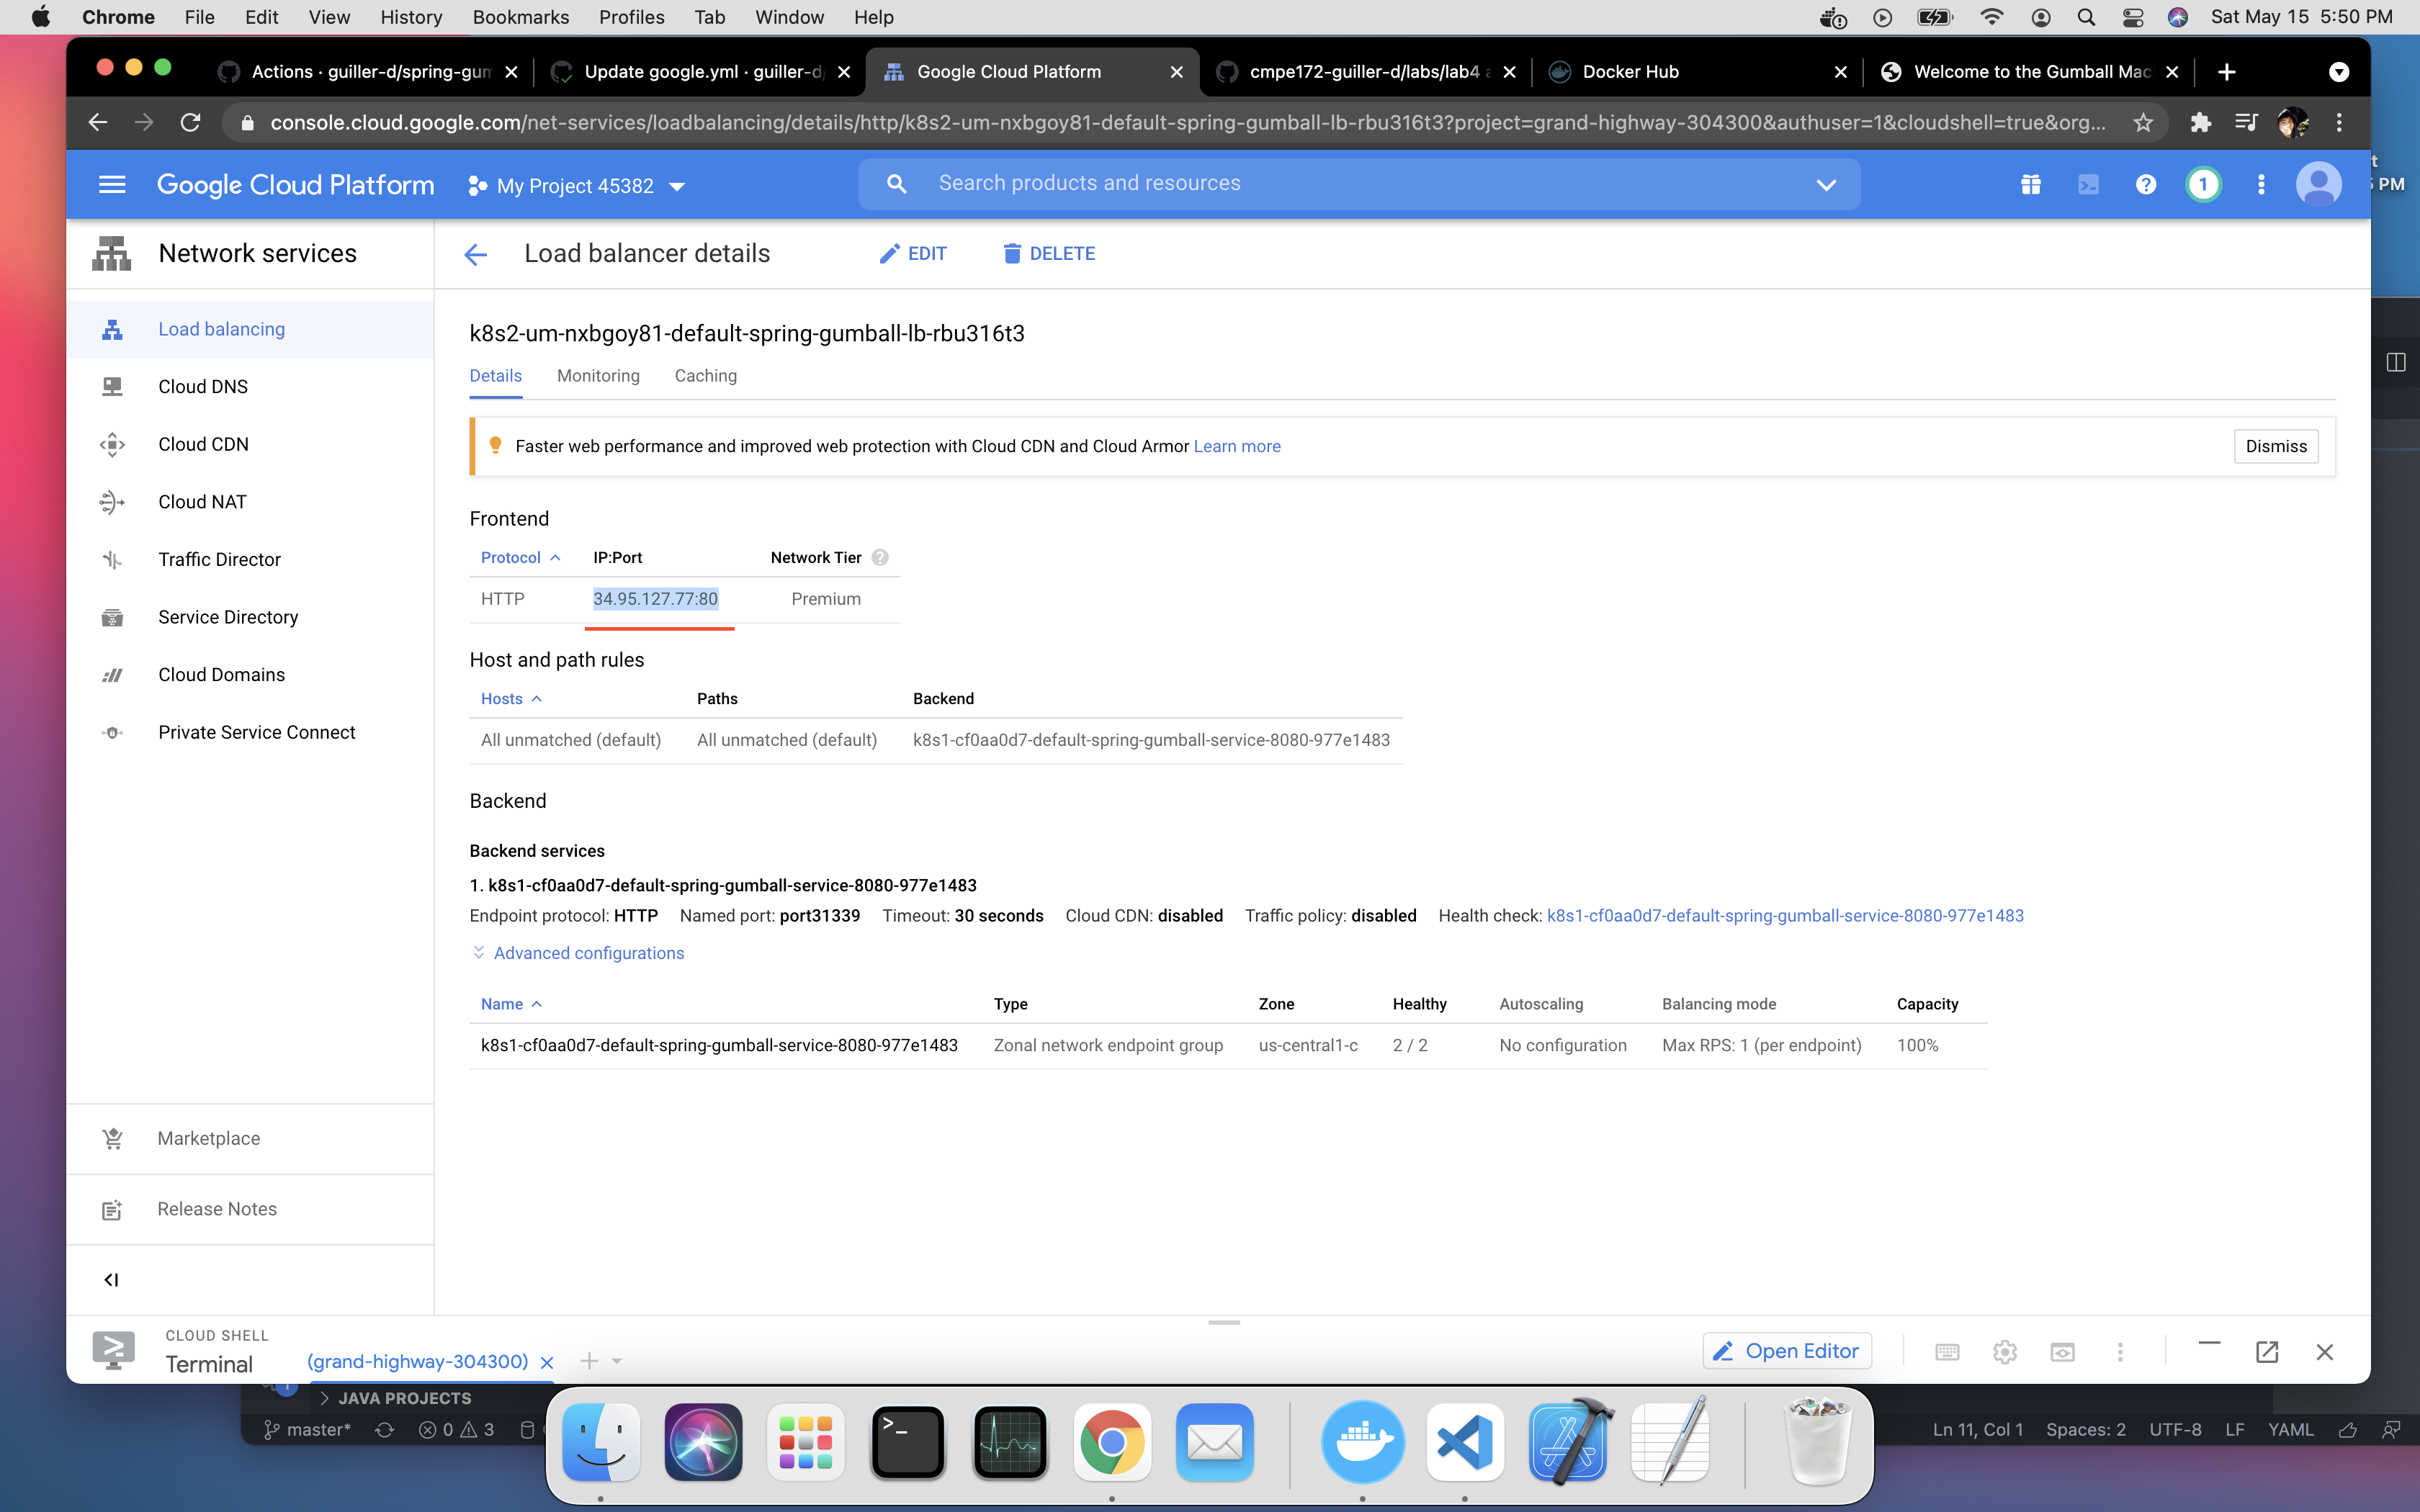 Chrome File Edit View History Bookmarks Profiles Tab Window Help Sat May 15 5:50 PM
Actions · guiller-d/spring-gum Update google.yml · guiller-d/ Google Cloud Platform cmpe172-guiller-d/labs/lab4 a Docker Hub Welcome to the Gumball Mac
console.cloud.google.com/net-services/loadbalancing/details/http/k8s2-um-nxbgoy81-default-spring-gumball-lb-rbu316t3?project=grand-highway-304300&authuser=1&cloudshell=true&org...
Google Cloud Platform My Project 45382 Search products and resources 1
PM
Network services
Load balancer details EDIT DELETE
Load balancing
Cloud DNS
Cloud CDN
Cloud NAT
Traffic Director
Service Directory
Cloud Domains
Private Service Connect
Marketplace
Release Notes
k8s2-um-nxbgoy81-default-spring-gumball-lb-rbu316t3
Details Monitoring Caching
Faster web performance and improved web protection with Cloud CDN and Cloud Armor Learn more Dismiss
Frontend
Protocol IP:Port Network Tier ?
HTTP 34.95.127.77:80 Premium
Host and path rules
Hosts Paths Backend
All unmatched (default) All unmatched (default) k8s1-cf0aa0d7-default-spring-gumball-service-8080-977e1483
Backend
Backend services
1. k8s1-cf0aa0d7-default-spring-gumball-service-8080-977e1483
Endpoint protocol: HTTP Named port: port31339 Timeout: 30 seconds Cloud CDN: disabled Traffic policy: disabled Health check: k8s1-cf0aa0d7-default-spring-gumball-service-8080-977e1483
Advanced configurations
Name Type Zone Healthy Autoscaling Balancing mode Capacity
k8s1-cf0aa0d7-default-spring-gumball-service-8080-977e1483 Zonal network endpoint group us-central1-c 2 / 2 No configuration Max RPS: 1 (per endpoint) 100%
CLOUD SHELL
Terminal (grand-highway-304300) Open Editor
JAVA PROJECTS
master* 0 3 Ln 11, Col 1 Spaces: 2 UTF-8 LF YAML